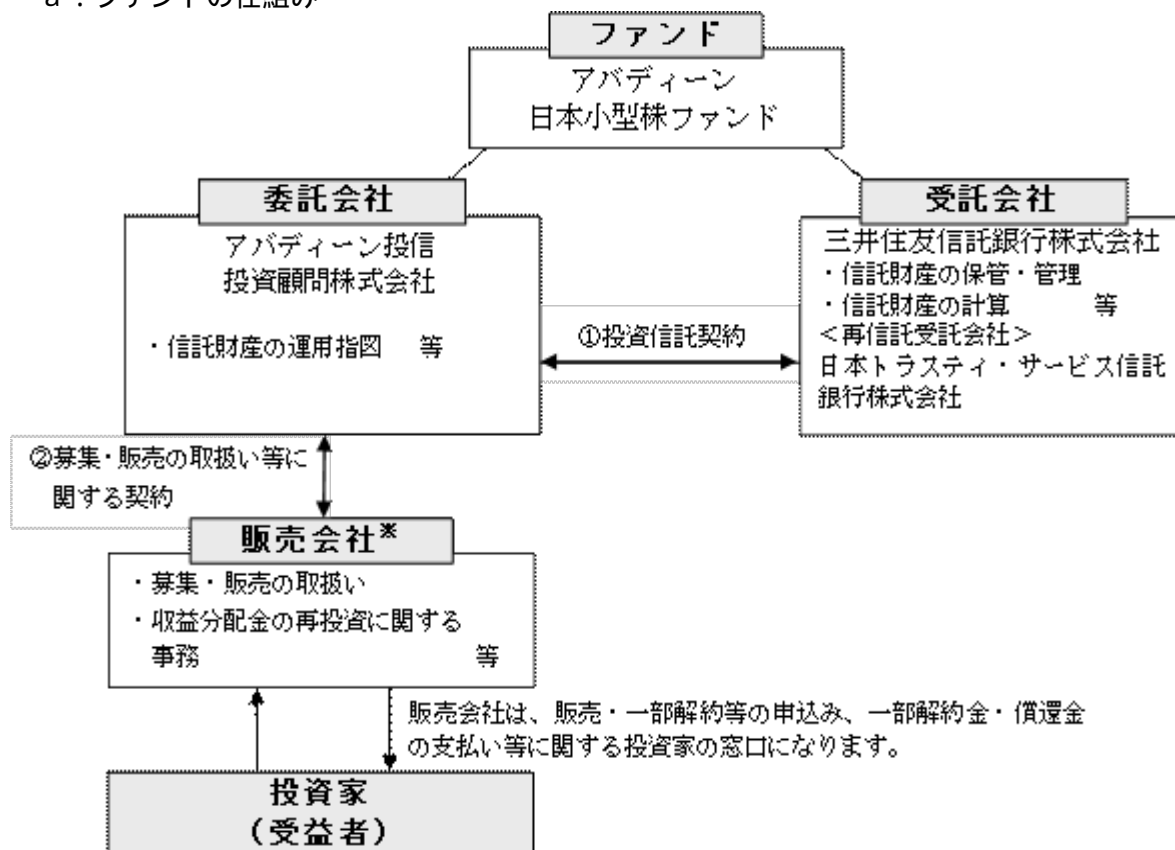 a．ファンドの仕組み
ファンド
アバディーン
日本小型株ファンド
委託会社
アバディーン投信
投資顧問株式会社
・信託財産の運用指図　等
①投資信託契約
受託会社
三井住友信託銀行株式会社
・信託財産の保管・管理
・信託財産の計算　　等
＜再信託受託会社＞
日本トラスティ・サービス信託
銀行株式会社
②募集・販売の取扱い等に
関する契約
販売会社※
・募集・販売の取扱い
・収益分配金の再投資に関する
事務　　等
販売会社は、販売・一部解約等の申込み、一部解約金・償還金
の支払い等に関する投資家の窓口になります。
投資家
（受益者）